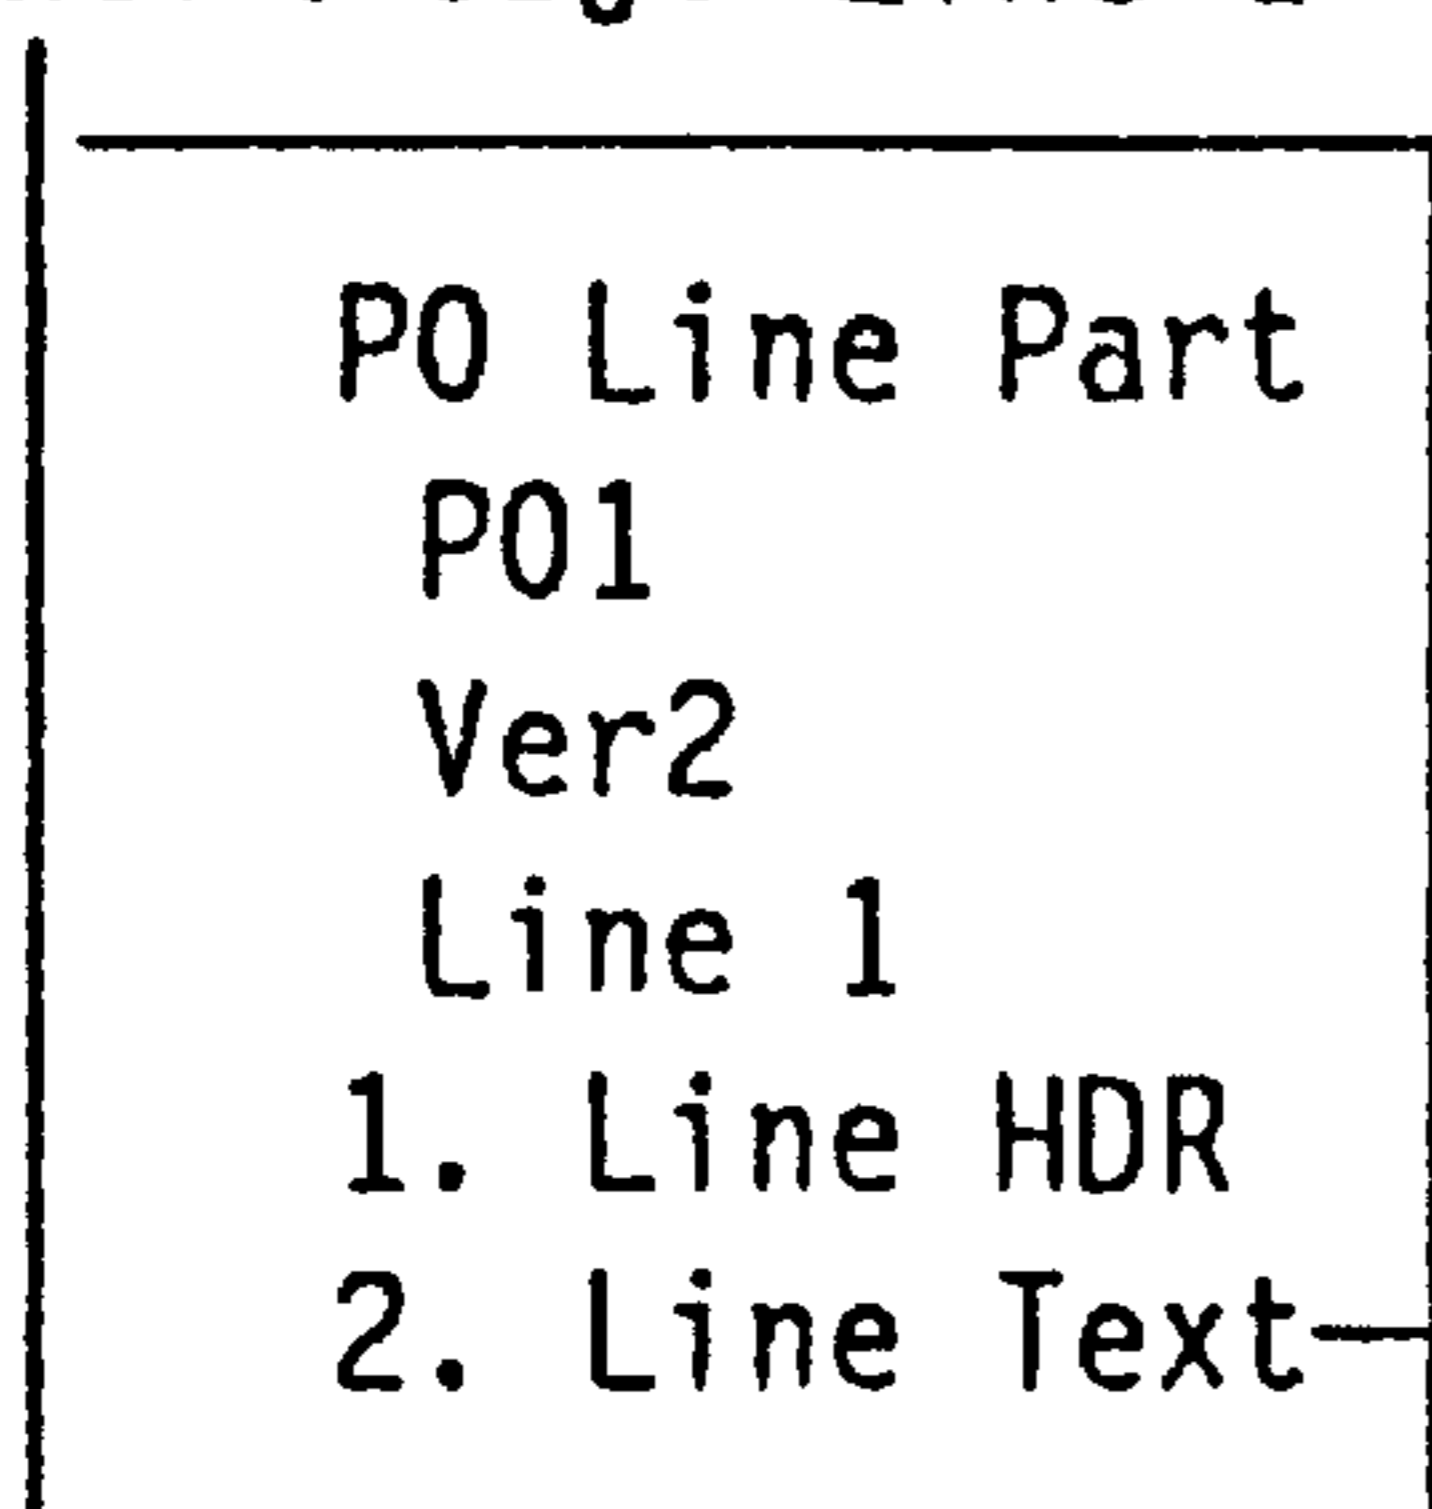 PO Line Part
PO1
Ver2
Line 1
1. Line HDR
2. Line Text